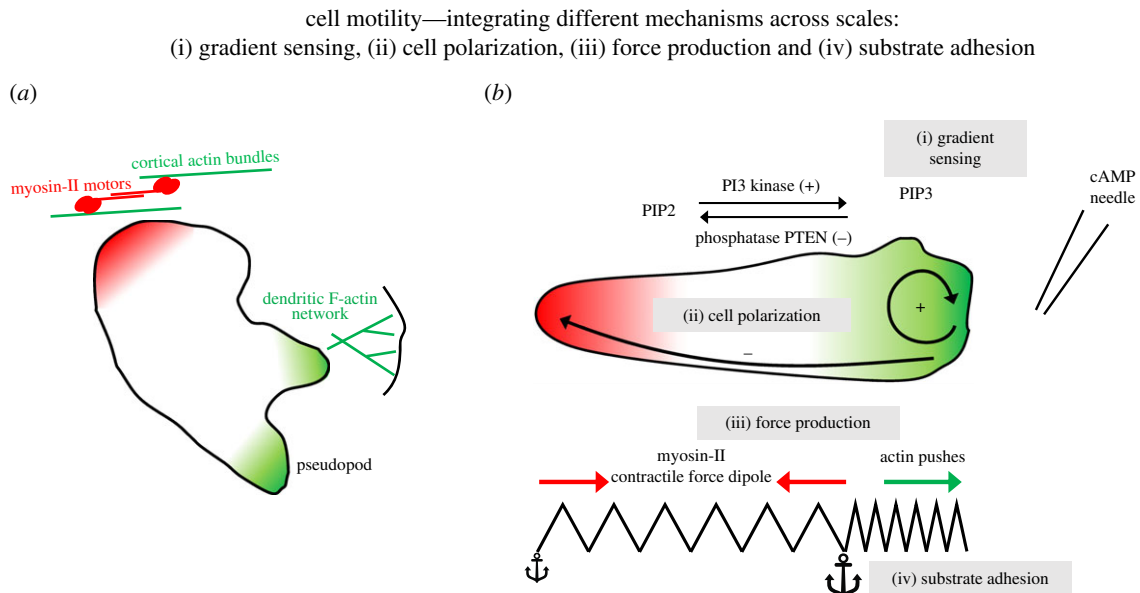 cell motility—integrating different mechanisms across scales:
(i) gradient sensing, (ii) cell polarization, (iii) force production and (iv) substrate adhesion
(a)
cortical actin bundles
myosin-II motors
dendritic F-actin
network
pseudopod
(b)
(i) gradient
sensing
cAMP
needle
PI3 kinase (+)
PIP2
PIP3
phosphatase PTEN (–)
+
(ii) cell polarization
–
(iii) force production
myosin-II
contractile force dipole
actin pushes
(iv) substrate adhesion